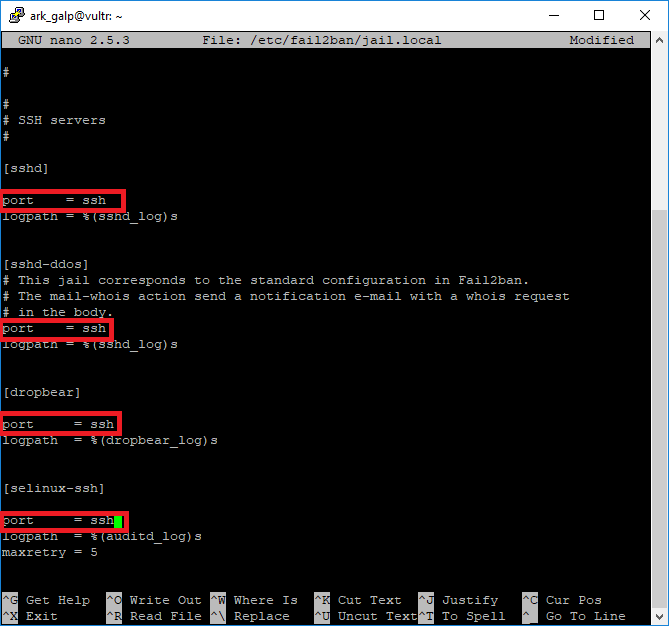 ark_galp@vultr: ~
GNU nano 2.5.3 File: /etc/fail2ban/jail.local Modified
#
#
# SSH servers
#
[sshd]
port    = ssh
logpath = %(sshd_log)s
[sshd-ddos]
# This jail corresponds to the standard configuration in Fail2ban.
# The mail-whois action send a notification e-mail with a whois request
# in the body.
port    = ssh
logpath = %(sshd_log)s
[dropbear]
port     = ssh
logpath  = %(dropbear_log)s
[selinux-ssh]
port     = ssh
logpath  = %(auditd_log)s
maxretry = 5
^G Get Help ^O Write Out ^W Where Is ^K Cut Text ^J Justify ^C Cur Pos
^X Exit ^R Read File ^\ Replace ^U Uncut Text ^T To Spell ^_ Go To Line